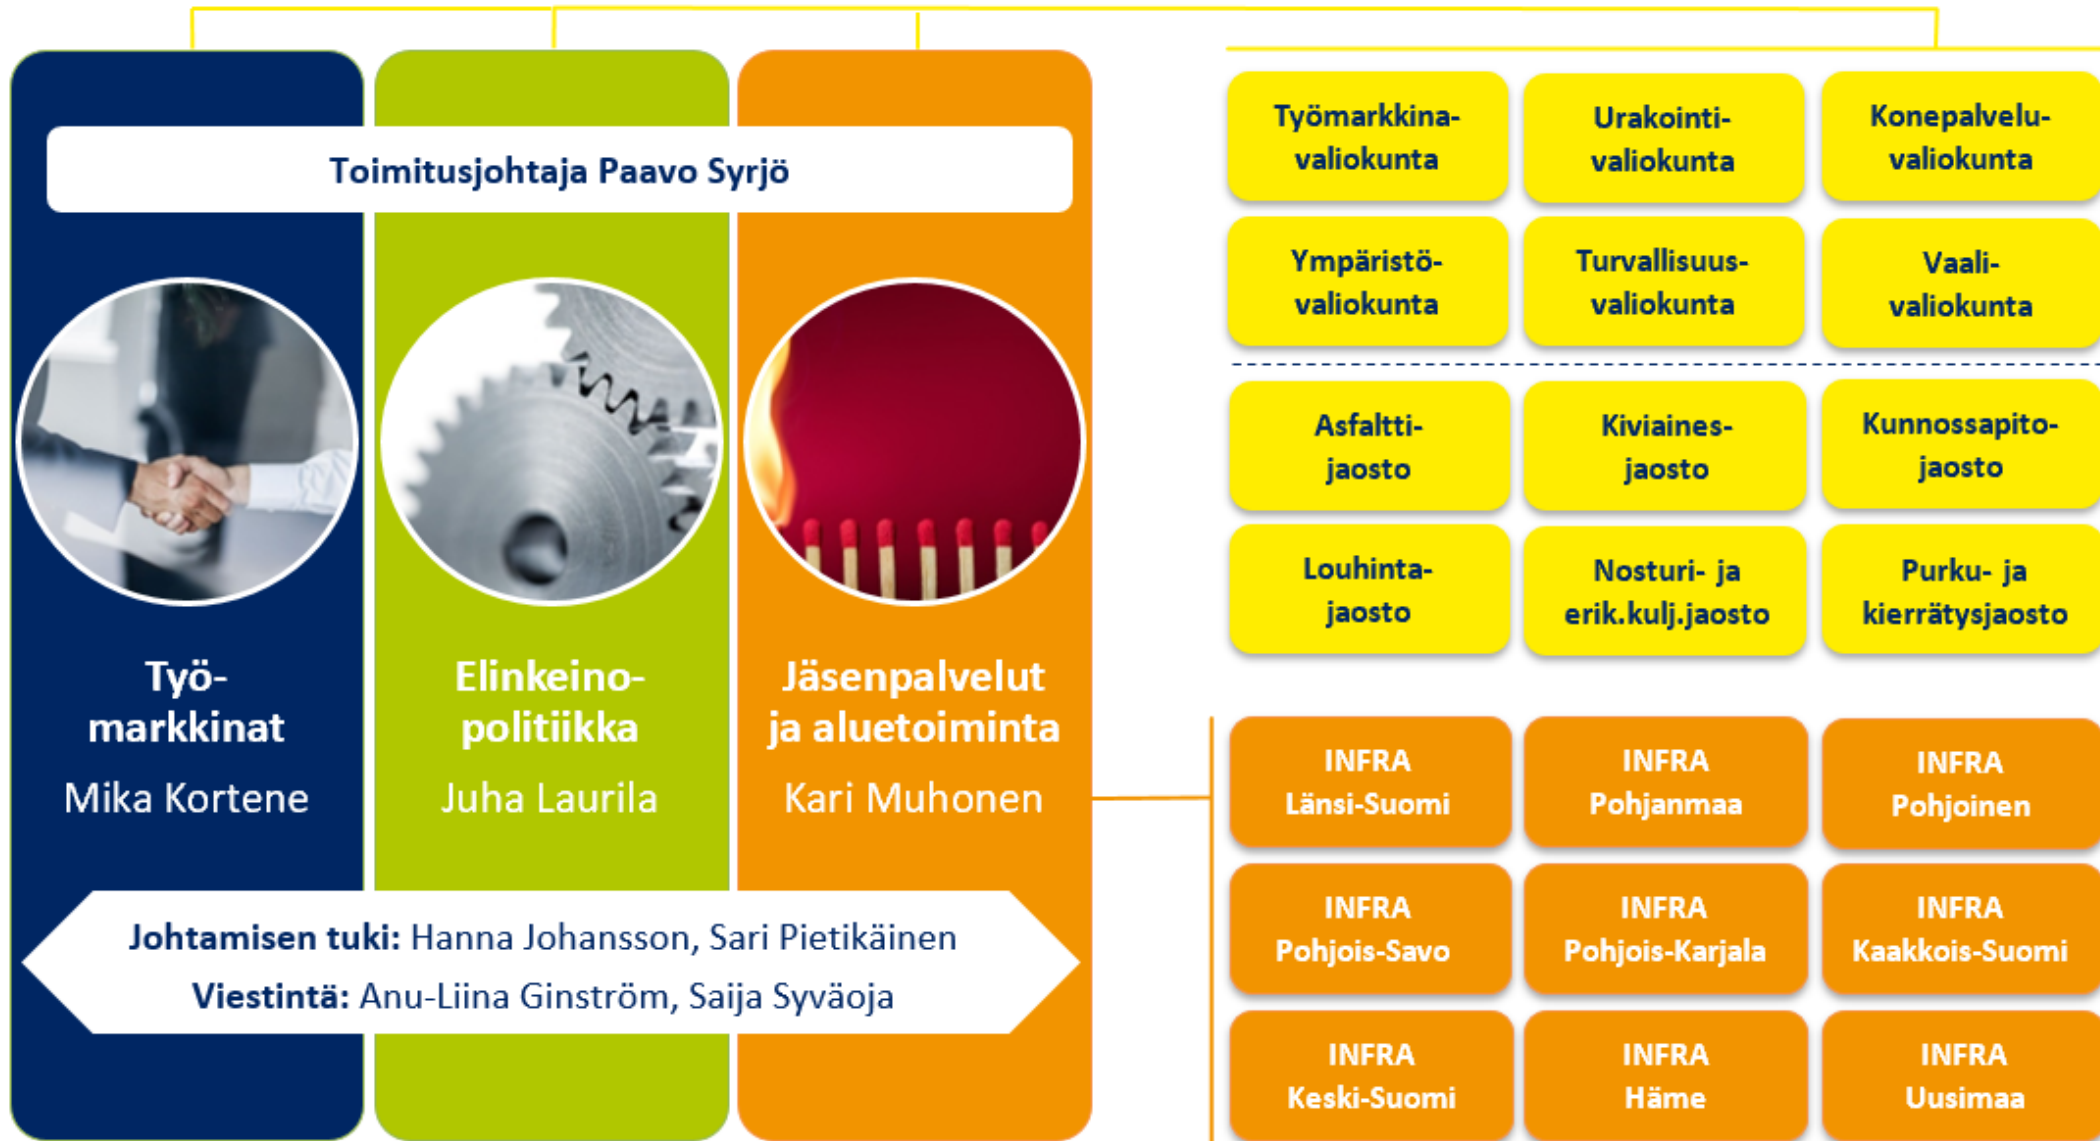 Toimitusjohtaja Paavo Syrjö
Työ-
markkinat
Mika Kortene
Elinkeino-
politiikka
Juha Laurila
Jäsenpalvelut
ja aluetoiminta
Kari Muhonen
Johtamisen tuki: Hanna Johansson, Sari Pietikäinen
Viestintä: Anu-Liina Ginström, Saija Syväoja
Työmarkkina-
valiokunta
Urakointi-
valiokunta
Konepalvelu-
valiokunta
Ympäristö-
valiokunta
Turvallisuus-
valiokunta
Vaali-
valiokunta
Asfaltti-
jaosto
Kiviaines-
jaosto
Kunnossapito-
jaosto
Louhinta-
jaosto
Nosturi- ja
erik.kulj.jaosto
Purku- ja
kierrätysjaosto
INFRA
Länsi-Suomi
INFRA
Pohjanmaa
INFRA
Pohjoinen
INFRA
Pohjois-Savo
INFRA
Pohjois-Karjala
INFRA
Kaakkois-Suomi
INFRA
Keski-Suomi
INFRA
Häme
INFRA
Uusimaa